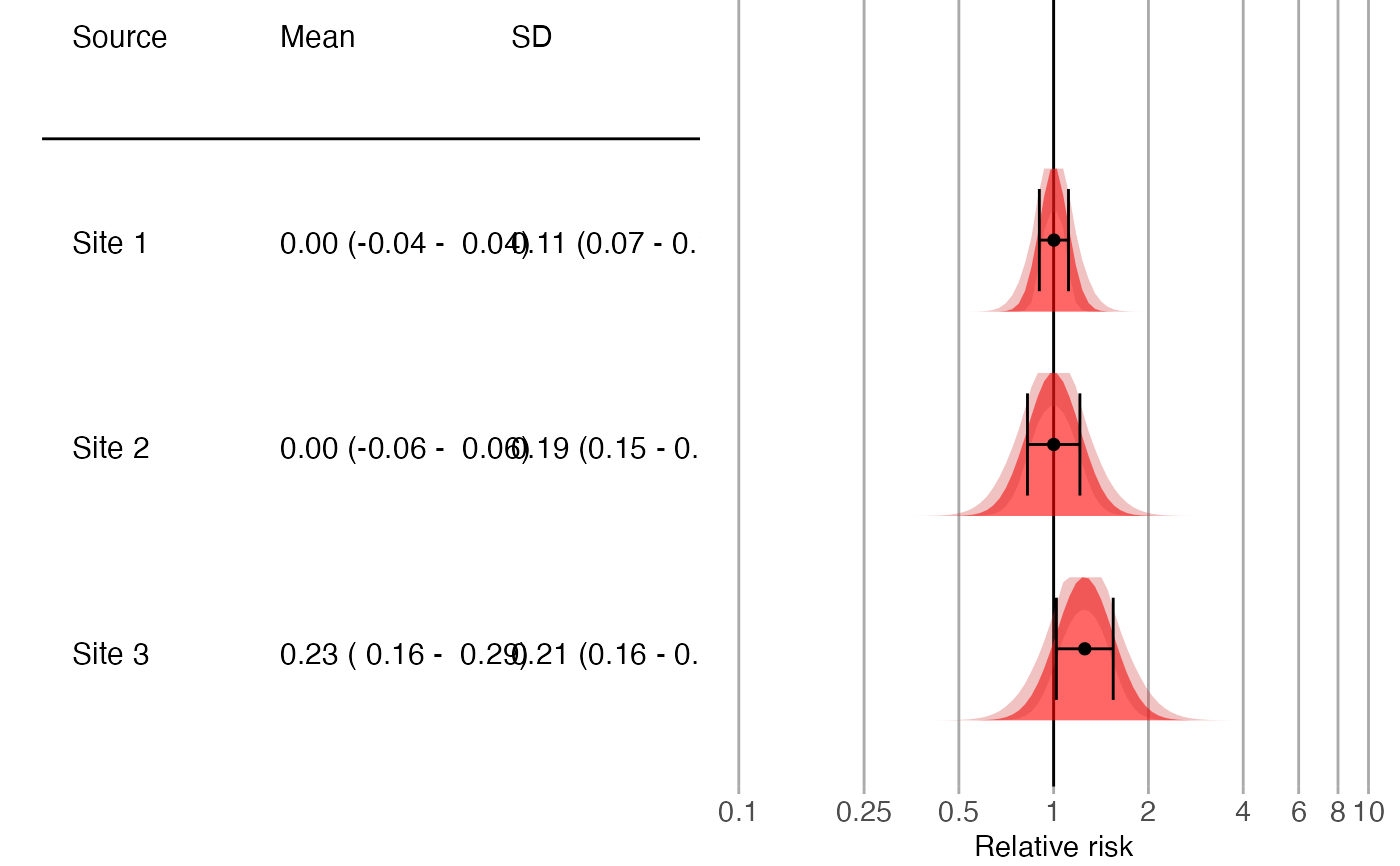 Source Mean SD
Site 1 0.00 (-0.04 - 0.04) 0.11 (0.07 - 0.
Site 2 0.00 (-0.06 - 0.06) 0.19 (0.15 - 0.
Site 3 0.23 ( 0.16 - 0.29) 0.21 (0.16 - 0.
0.1 0.25 0.5 1 2 4 6 8 10
Relative risk